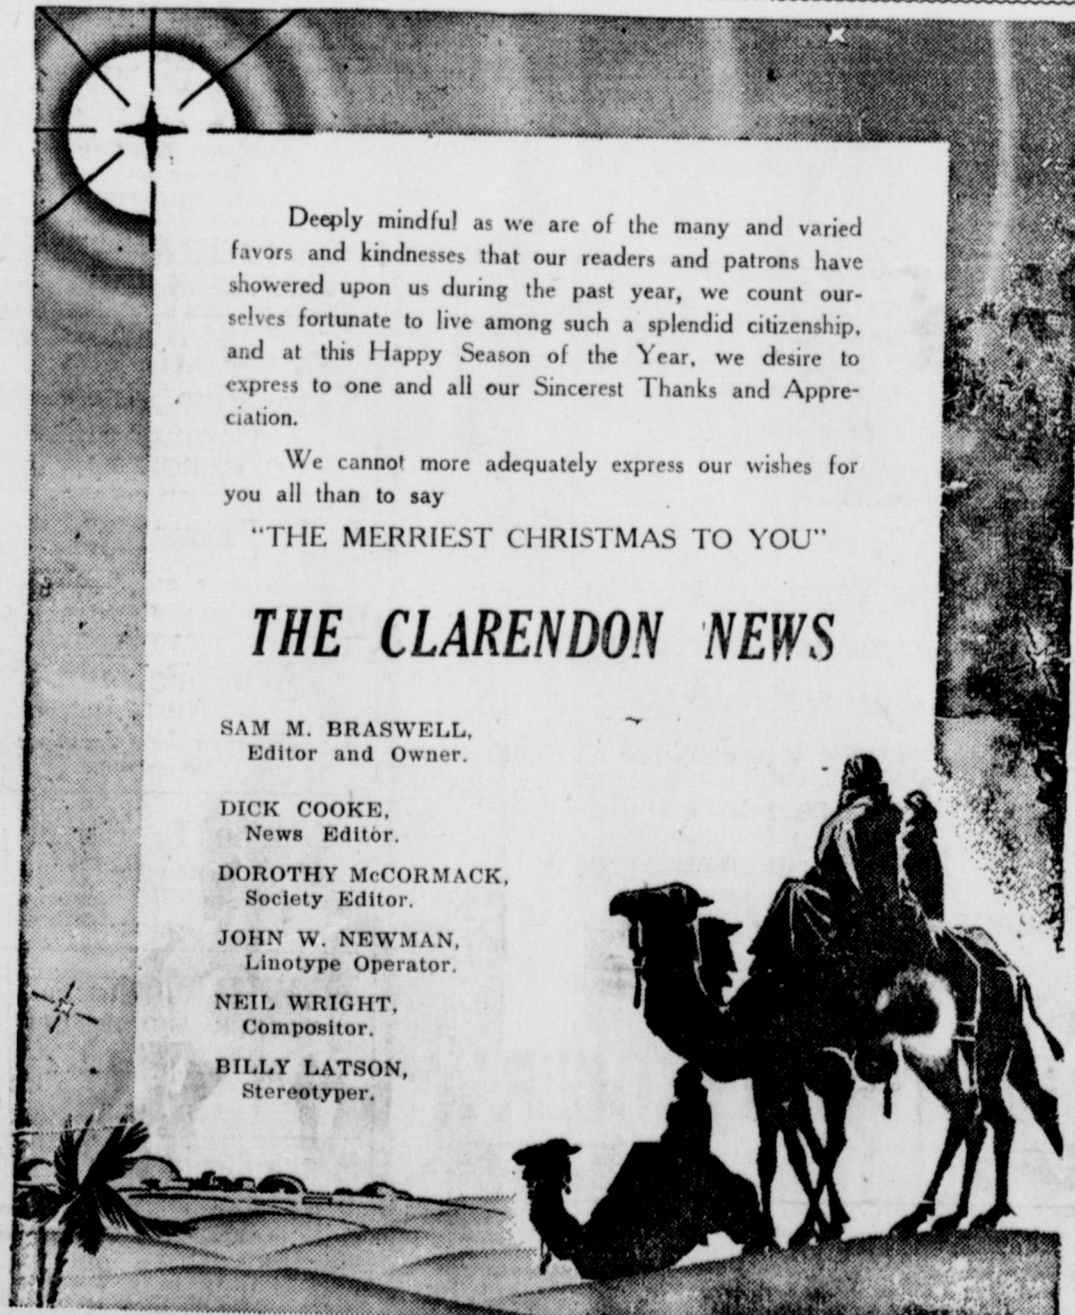 Deeply mindful as we are of the many and varied
favors and kindnesses that our readers and patrons have
showered upon us during the past year, we count our-
selves fortunate to live among such a splendid citizenship,
and at this Happy Season of the Year, we desire to
express to one and all our Sincerest Thanks and Appre-
ciation.
We cannot more adequately express our wishes for
you all than to say
"THE MERRIEST CHRISTMAS TO YOU"
THE CLARENDON NEWS
SAM M. BRASWELL,
Editor and Owner.
DICK COOKE,
News Editor.
DOROTHY McCORMACK,
Society Editor.
JOHN W. NEWMAN,
Linotype Operator.
NEIL WRIGHT,
Compositor.
BILLY LATSON,
Stereotyper.